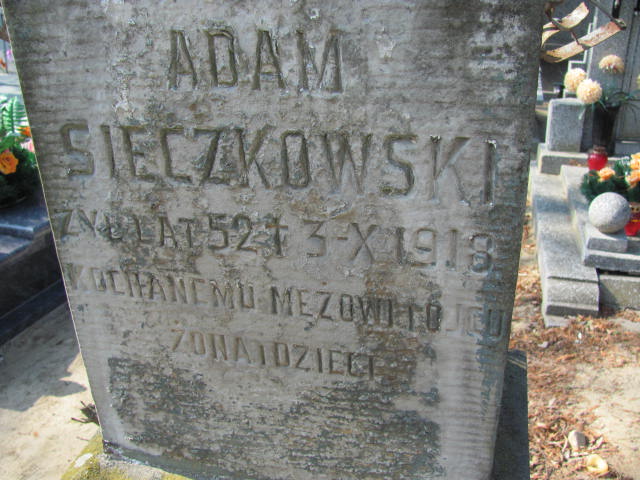 ADAM
SIECZKOWSKI
ŻYŁ LAT 52 † 3-X 1918
KOCHANEMU MĘŻOWI I OJCU
ŻONA I DZIECI